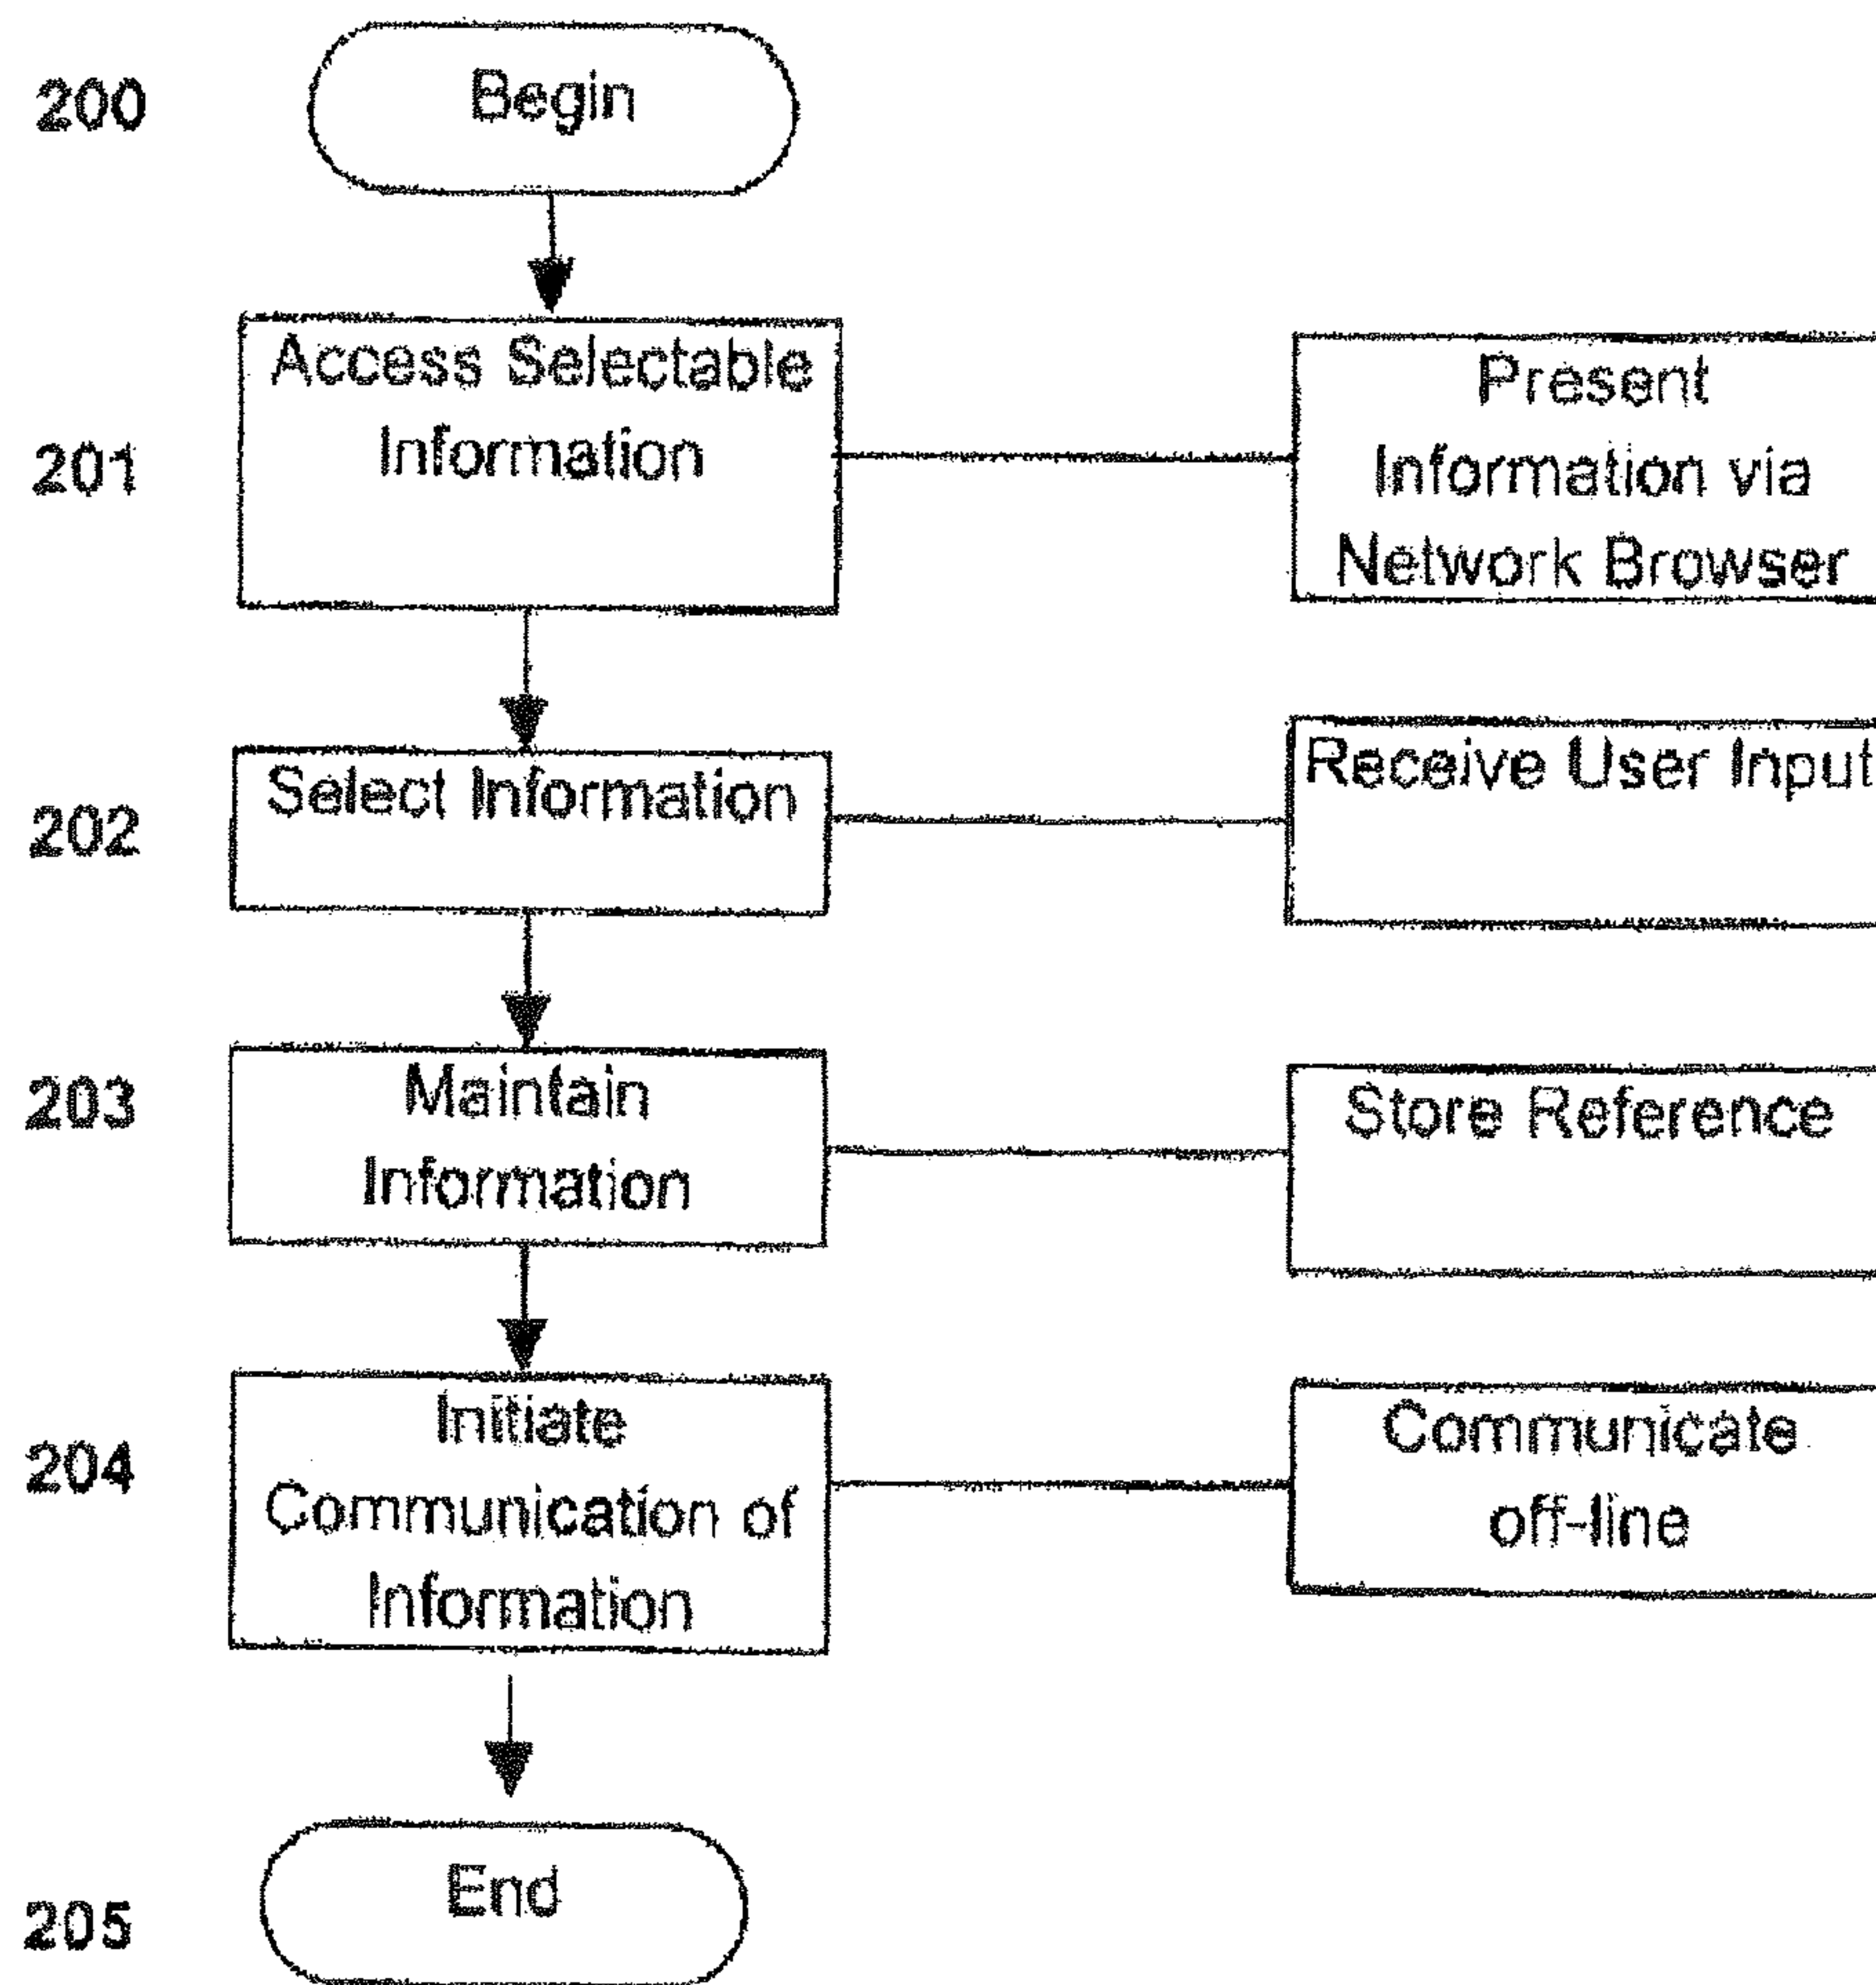 200
Begin
201
Access Selectable
Information
Present
Information via
Network Browser
202
Select Information
Receive User Input
203
Maintain
Information
Store Reference
204
Initiate
Communication of
Information
Communicate
off-line
205
End